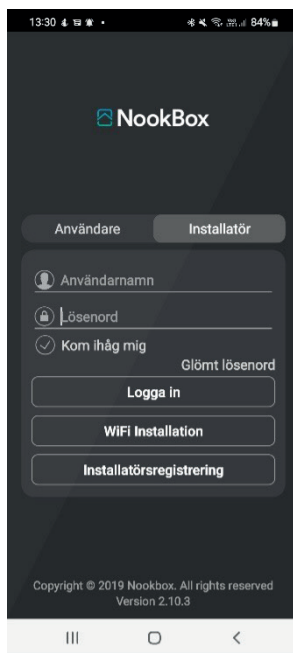 13:30
84%
NookBox
Användare Installatör
Användarnamn
Lösenord
Kom ihåg mig
Glömt lösenord
Logga in
WiFi Installation
Installatörsregistrering
Copyright © 2019 Nookbox. All rights reserved
Version 2.10.3